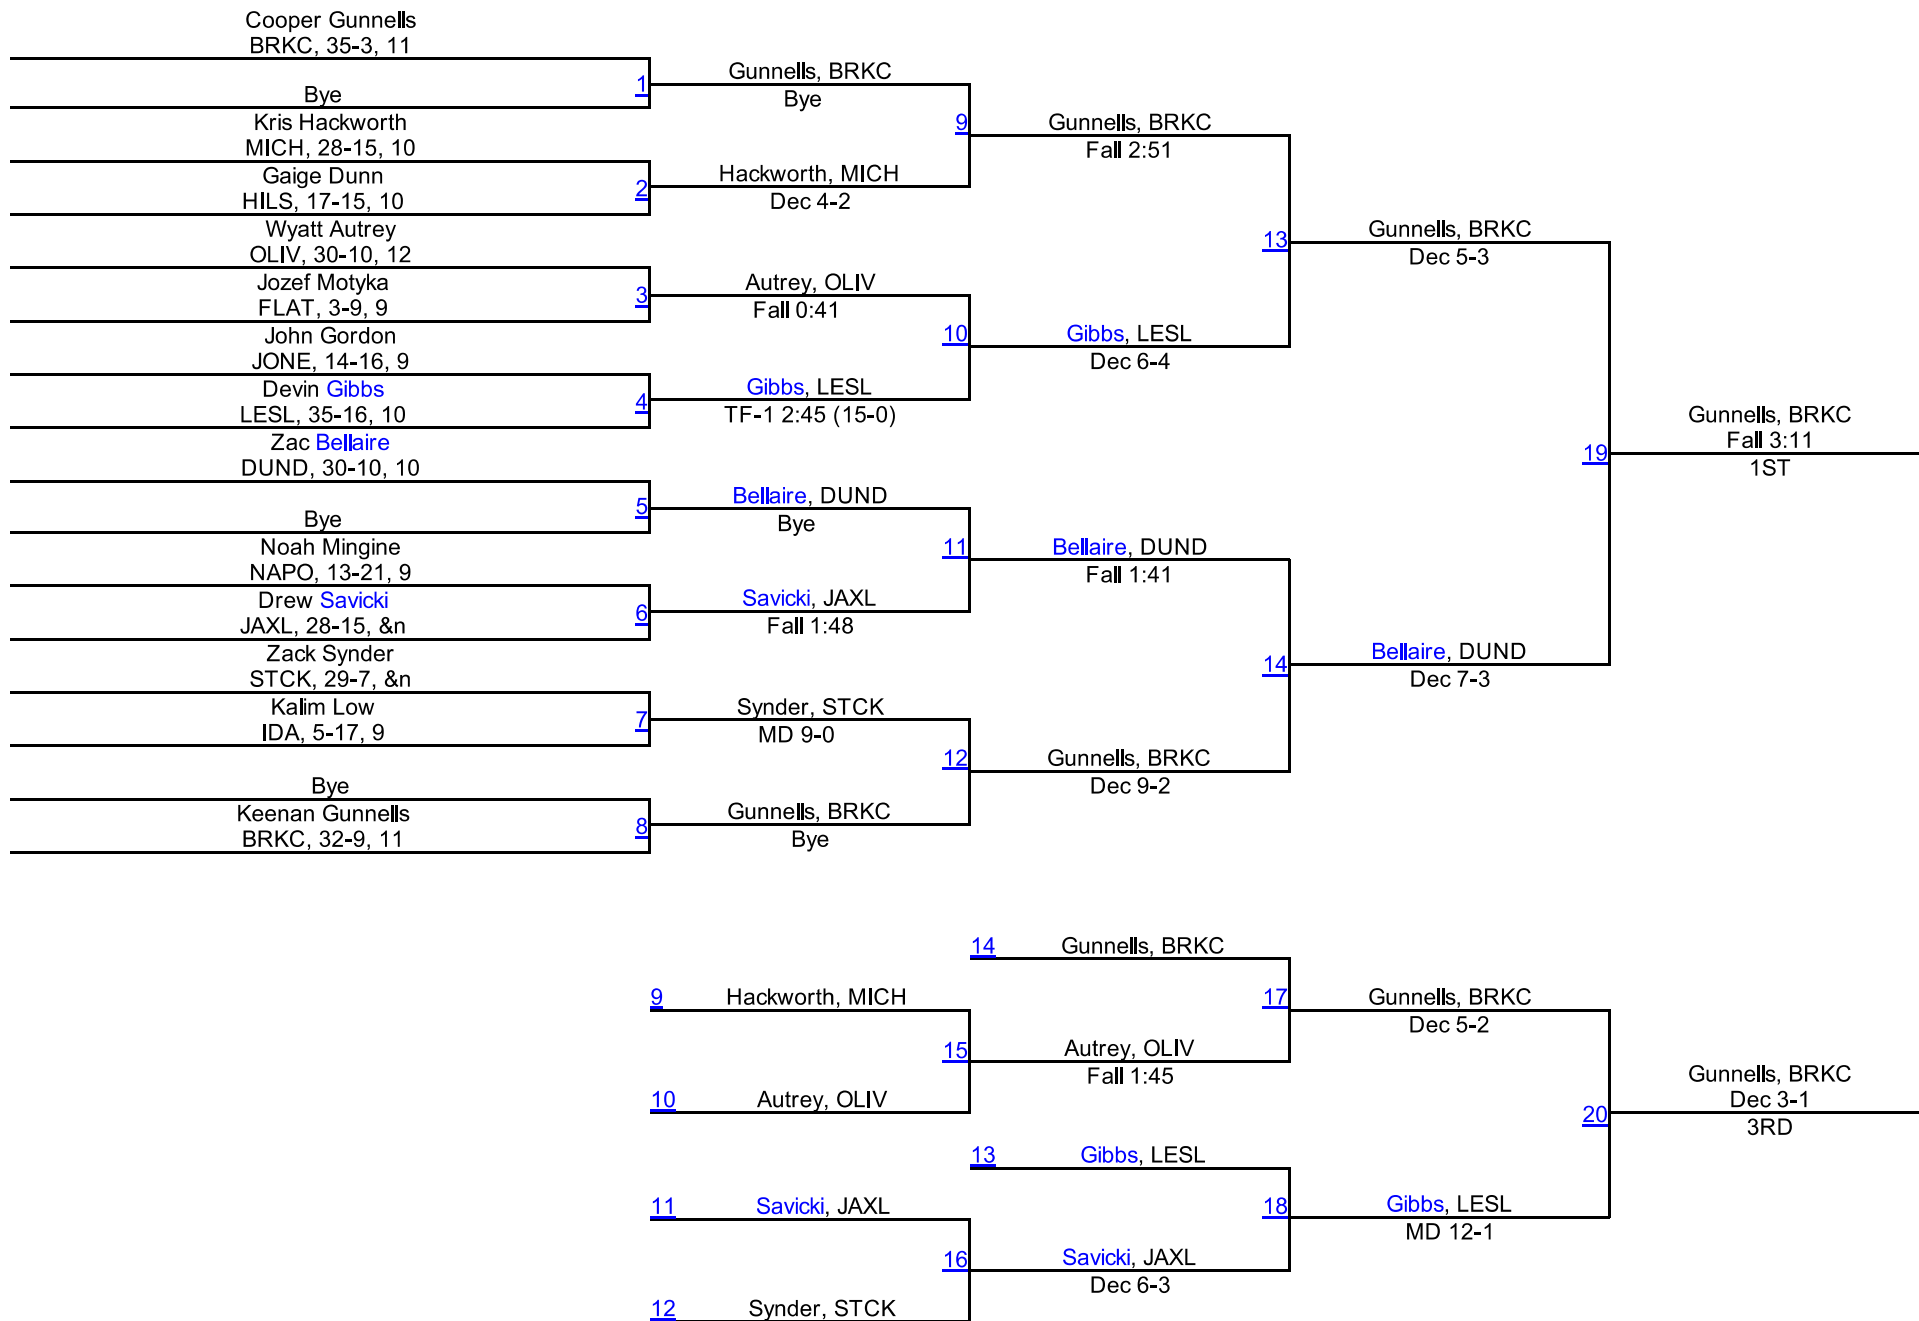 Cooper Gunnells
BRKC, 35-3, 11
Bye
1
Kris Hackworth
MICH, 28-15, 10
Gaige Dunn
HILS, 17-15, 10
2
Wyatt Autrey
OLIV, 30-10, 12
Jozef Motyka
FLAT, 3-9, 9
3
John Gordon
JONE, 14-16, 9
Devin Gibbs
LESL, 35-16, 10
4
Zac Bellaire
DUND, 30-10, 10
Bye
5
Noah Mingine
NAPO, 13-21, 9
Drew Savicki
JAXL, 28-15, &n
6
Zack Synder
STCK, 29-7, &n
Kalim Low
IDA, 5-17, 9
7
Bye
Keenan Gunnells
BRKC, 32-9, 11
8
Gunnells, BRKC
Bye
9
Hackworth, MICH
Dec 4-2
Autrey, OLIV
Fall 0:41
10
Gibbs, LESL
TF-1 2:45 (15-0)
Bellaire, DUND
Bye
11
Savicki, JAXL
Fall 1:48
Synder, STCK
MD 9-0
12
Gunnells, BRKC
Bye
Gunnells, BRKC
Fall 2:51
13
Gibbs, LESL
Dec 6-4
Bellaire, DUND
Fall 1:41
14
Gunnells, BRKC
Dec 9-2
Gunnells, BRKC
Dec 5-3
19
Bellaire, DUND
Dec 7-3
Gunnells, BRKC
Fall 3:11
1ST
9
Hackworth, MICH
15
10
Autrey, OLIV
11
Savicki, JAXL
16
12
Synder, STCK
14
Gunnells, BRKC
17
Autrey, OLIV
Fall 1:45
13
Gibbs, LESL
18
Savicki, JAXL
Dec 6-3
Gunnells, BRKC
Dec 5-2
20
Gibbs, LESL
MD 12-1
Gunnells, BRKC
Dec 3-1
3RD